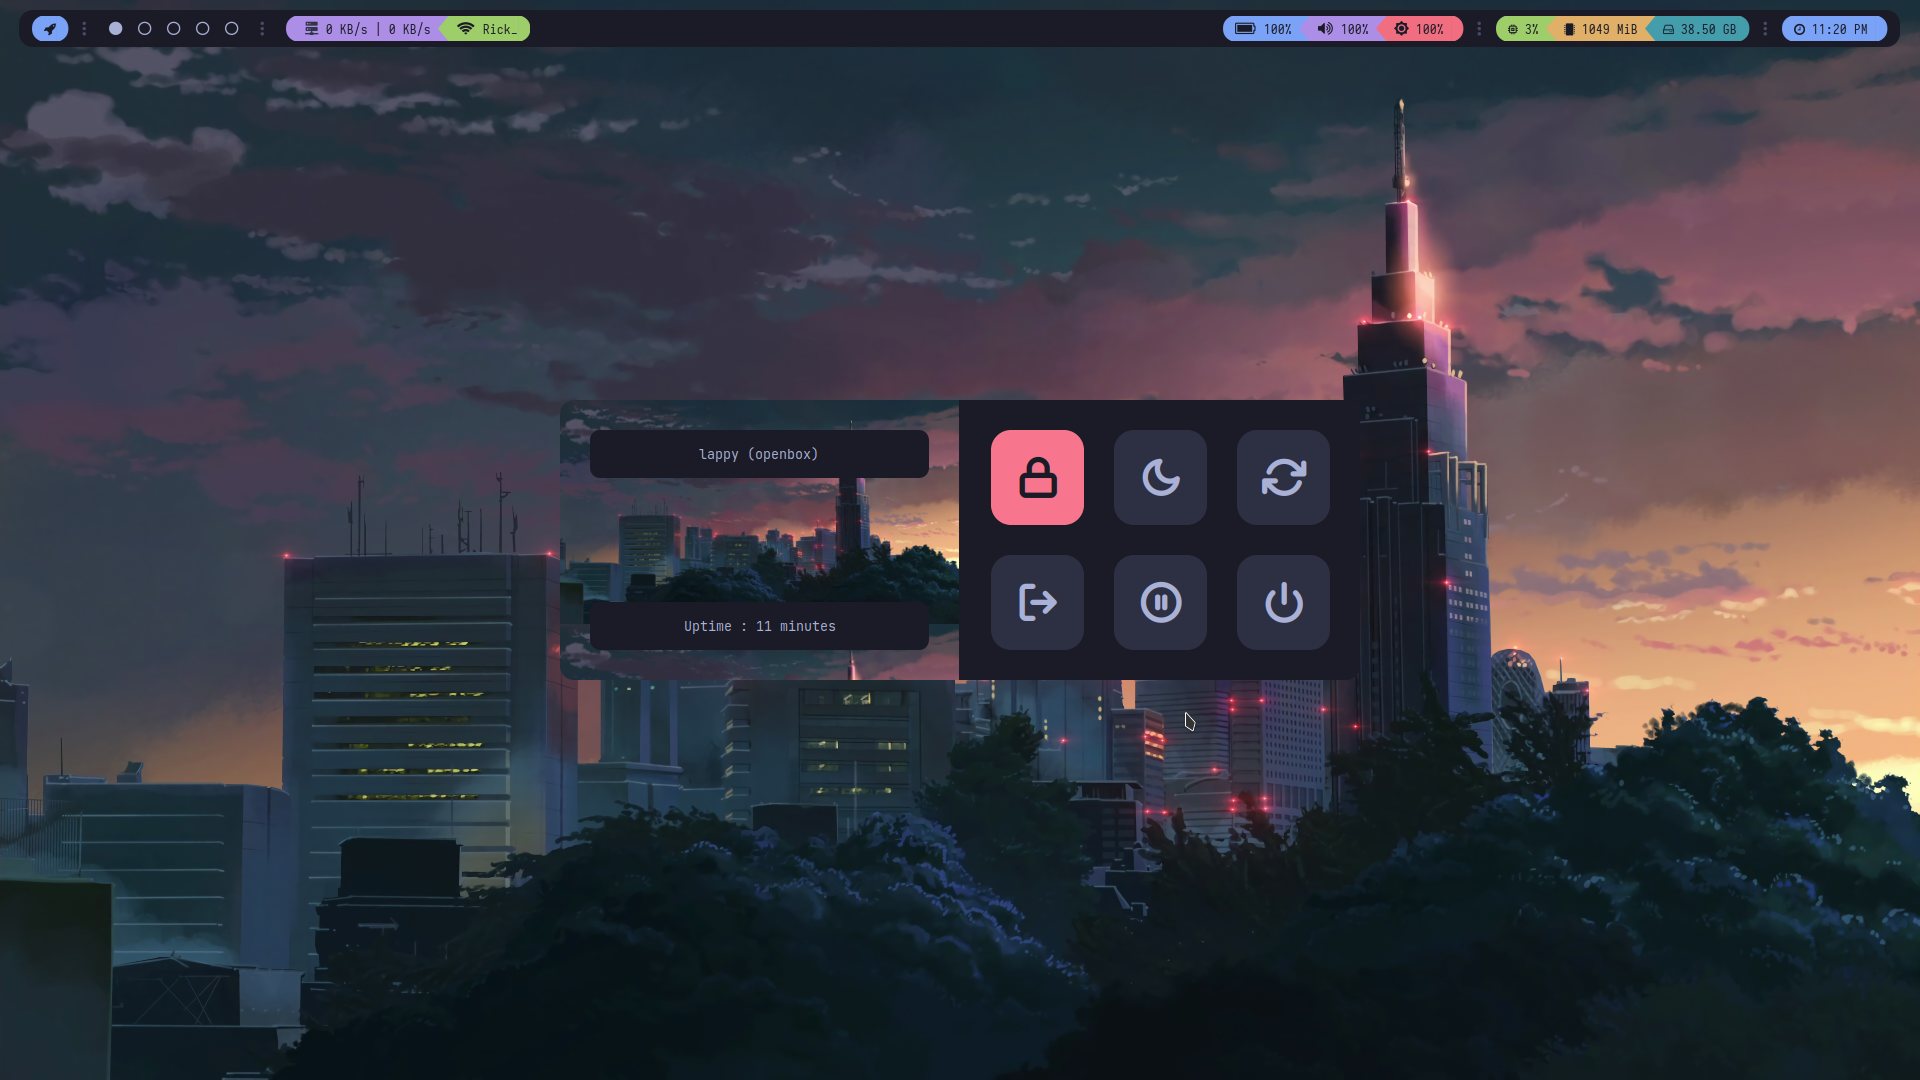 0 KB/s | 0 KB/s Rick_ 100% 100% 100% 3% 1049 MiB 38.50 GB 11:20 PM
lappy (openbox)
Uptime : 11 minutes